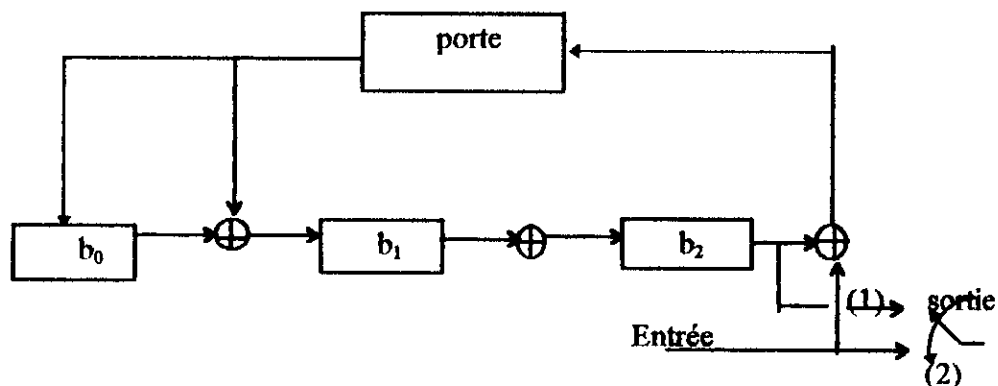 porte
b₀
b₁
b₂
(1) sortie
Entrée
(2)